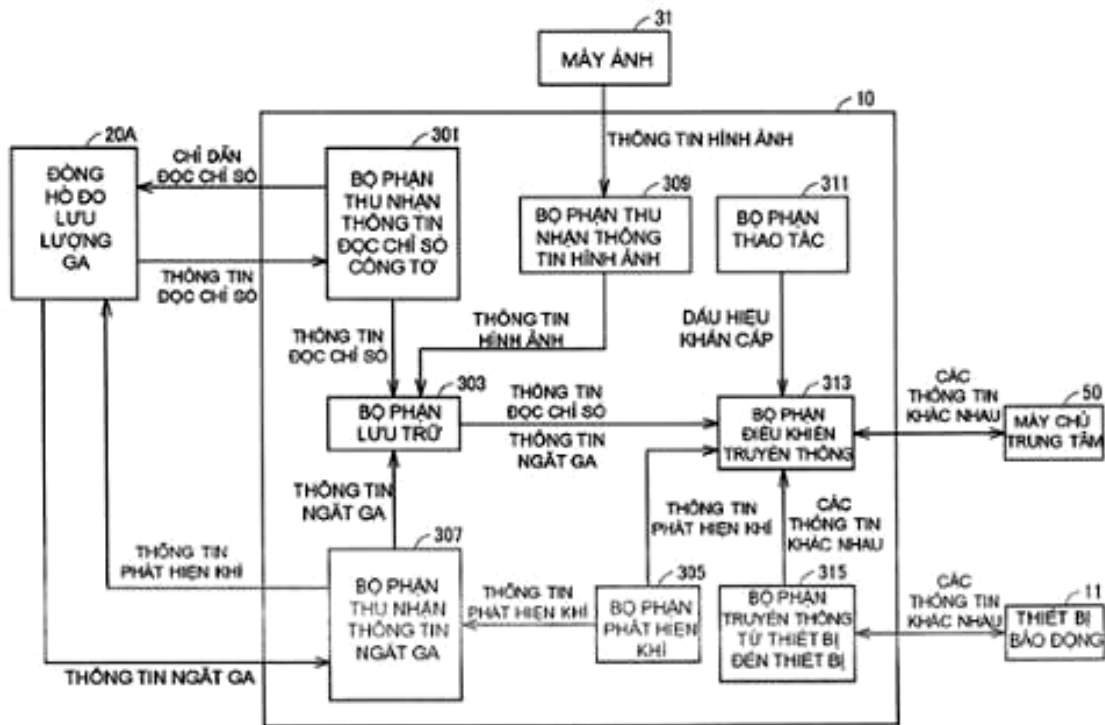 31
MÁY ẢNH
10
THÔNG TIN HÌNH ẢNH
20A
ĐỒNG
HỒ ĐO
LƯU
LƯỢNG
GA
CHỈ DẪN
ĐỌC CHỈ SỐ
THÔNG TIN
ĐỌC CHỈ SỐ
301
BỘ PHẬN
THU NHẬN
THÔNG TIN
ĐỌC CHỈ SỐ
CÔNG TƠ
309
BỘ PHẬN THU
NHẬN THÔNG
TIN HÌNH ẢNH
311
BỘ PHẬN
THAO TÁC
THÔNG TIN
ĐỌC CHỈ SỐ
THÔNG TIN
HÌNH ẢNH
DẤU HIỆU
KHẨN CẤP
303
BỘ PHẬN
LƯU TRỮ
THÔNG TIN
ĐỌC CHỈ SỐ
THÔNG TIN
NGẮT GA
313
BỘ PHẬN
ĐIỀU KHIỂN
TRUYỀN THÔNG
CÁC
THÔNG TIN
KHÁC NHAU
50
MÁY CHỦ
TRUNG TÂM
THÔNG TIN
NGẮT GA
THÔNG TIN
PHÁT HIỆN KHÍ
CÁC
THÔNG TIN
KHÁC NHAU
THÔNG TIN
PHÁT HIỆN KHÍ
307
BỘ PHẬN
THU NHẬN
THÔNG TIN
NGẮT GA
THÔNG TIN
PHÁT HIỆN KHÍ
305
BỘ PHẬN
PHÁT HIỆN
KHÍ
315
BỘ PHẬN
TRUYỀN THÔNG
TỪ THIẾT BỊ
ĐẾN THIẾT BỊ
CÁC
THÔNG TIN
KHÁC NHAU
11
THIẾT BỊ
BÁO ĐỘNG
THÔNG TIN NGẮT GA